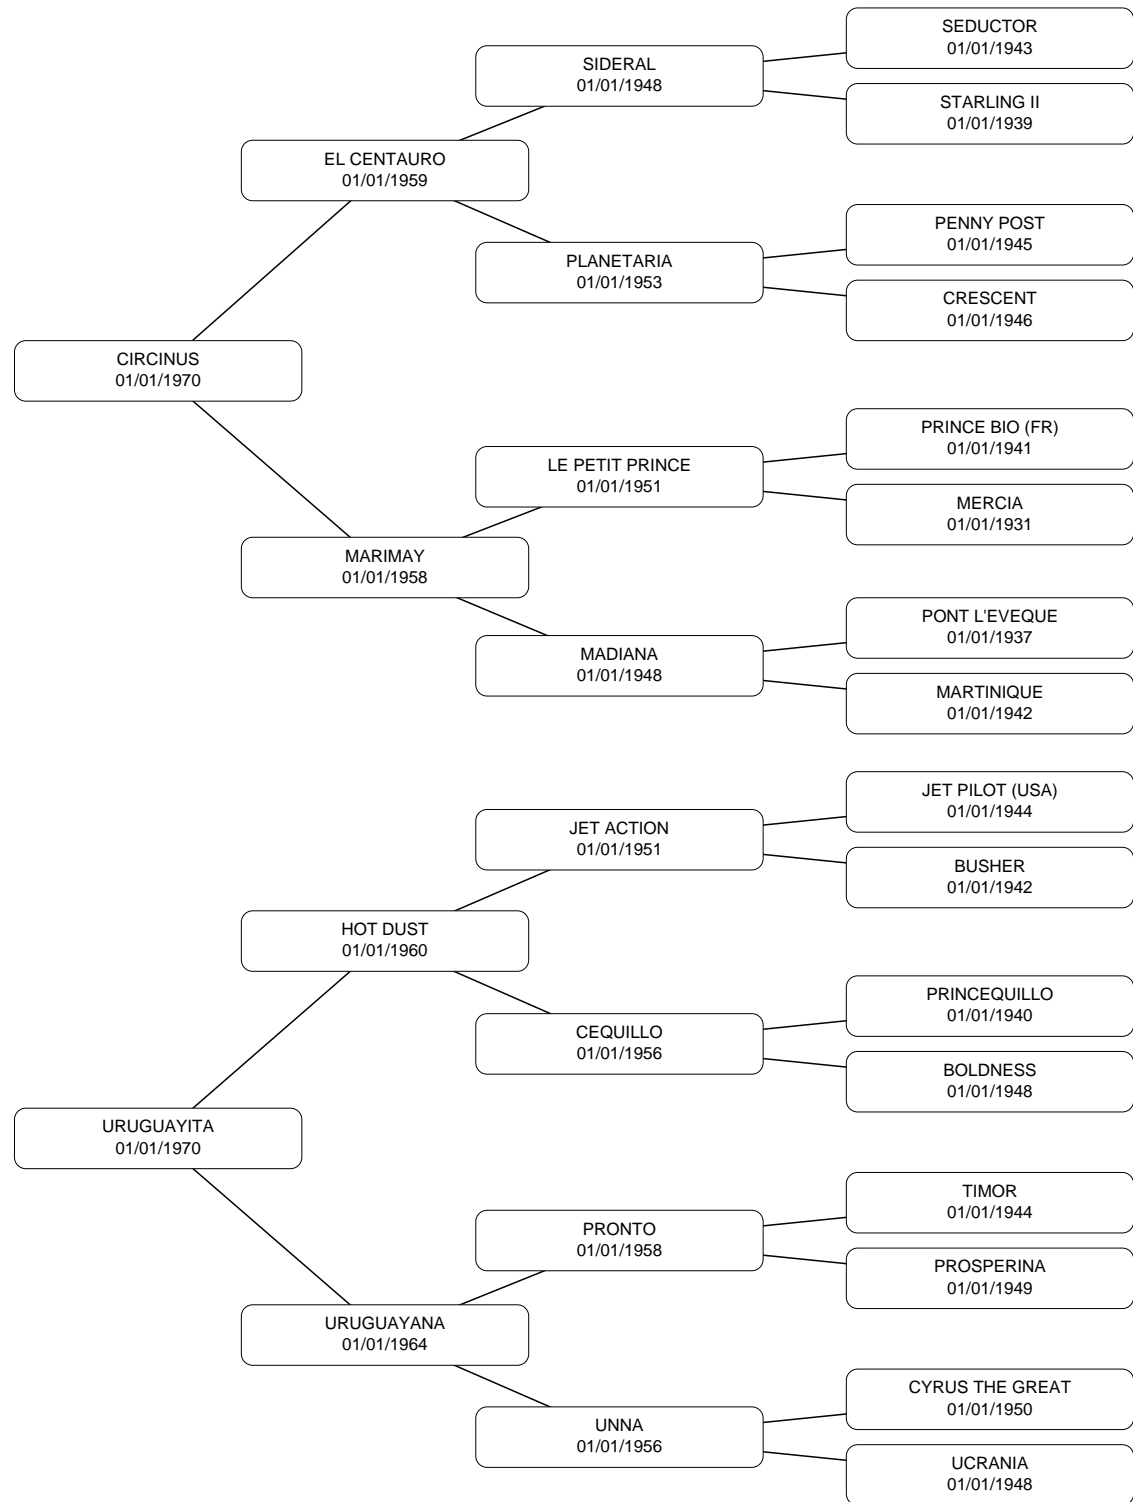 SEDUCTOR
01/01/1943
SIDERAL
01/01/1948
STARLING II
01/01/1939
EL CENTAURO
01/01/1959
PENNY POST
01/01/1945
PLANETARIA
01/01/1953
CRESCENT
01/01/1946
CIRCINUS
01/01/1970
PRINCE BIO (FR)
01/01/1941
LE PETIT PRINCE
01/01/1951
MERCIA
01/01/1931
MARIMAY
01/01/1958
PONT L'EVEQUE
01/01/1937
MADIANA
01/01/1948
MARTINIQUE
01/01/1942
JET PILOT (USA)
01/01/1944
JET ACTION
01/01/1951
BUSHER
01/01/1942
HOT DUST
01/01/1960
PRINCEQUILLO
01/01/1940
CEQUILLO
01/01/1956
BOLDNESS
01/01/1948
URUGUAYITA
01/01/1970
TIMOR
01/01/1944
PRONTO
01/01/1958
PROSPERINA
01/01/1949
URUGUAYANA
01/01/1964
CYRUS THE GREAT
01/01/1950
UNNA
01/01/1956
UCRANIA
01/01/1948